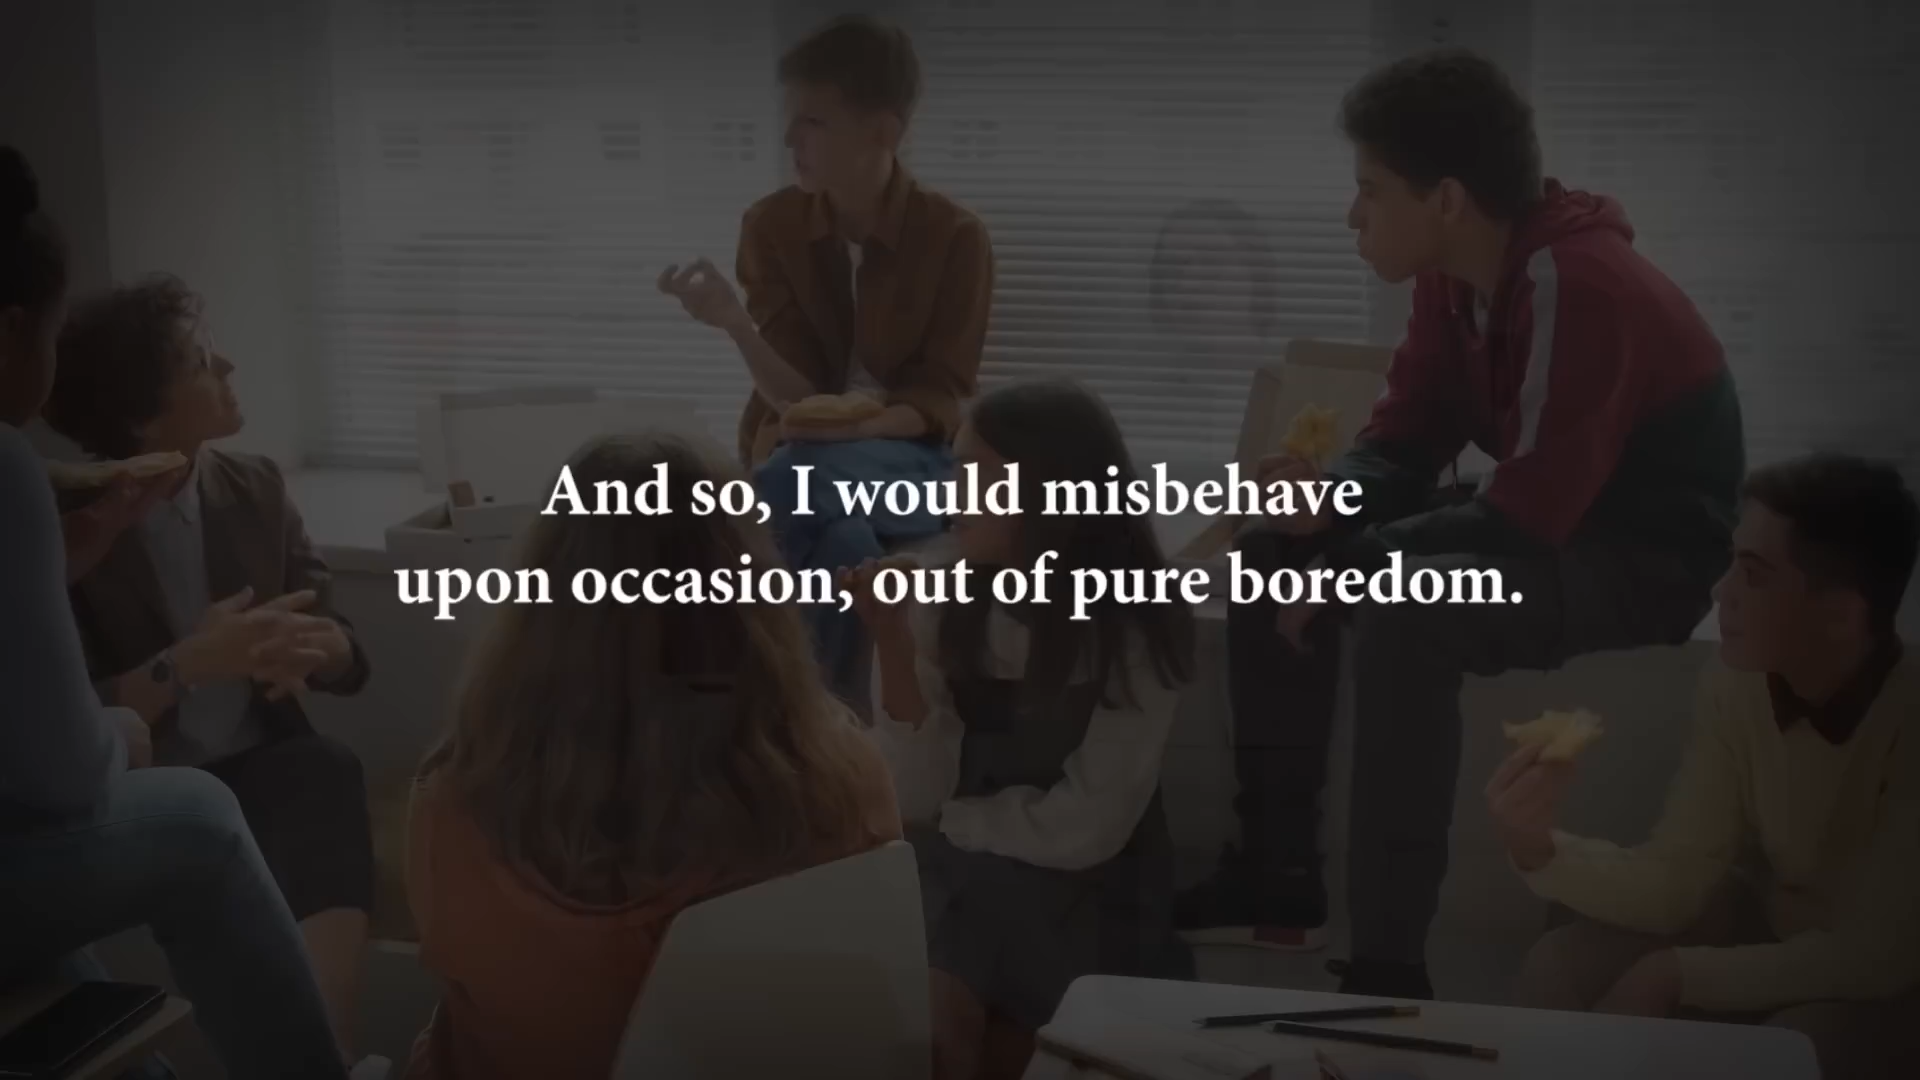 And so, I would misbehave
upon occasion, out of pure boredom.